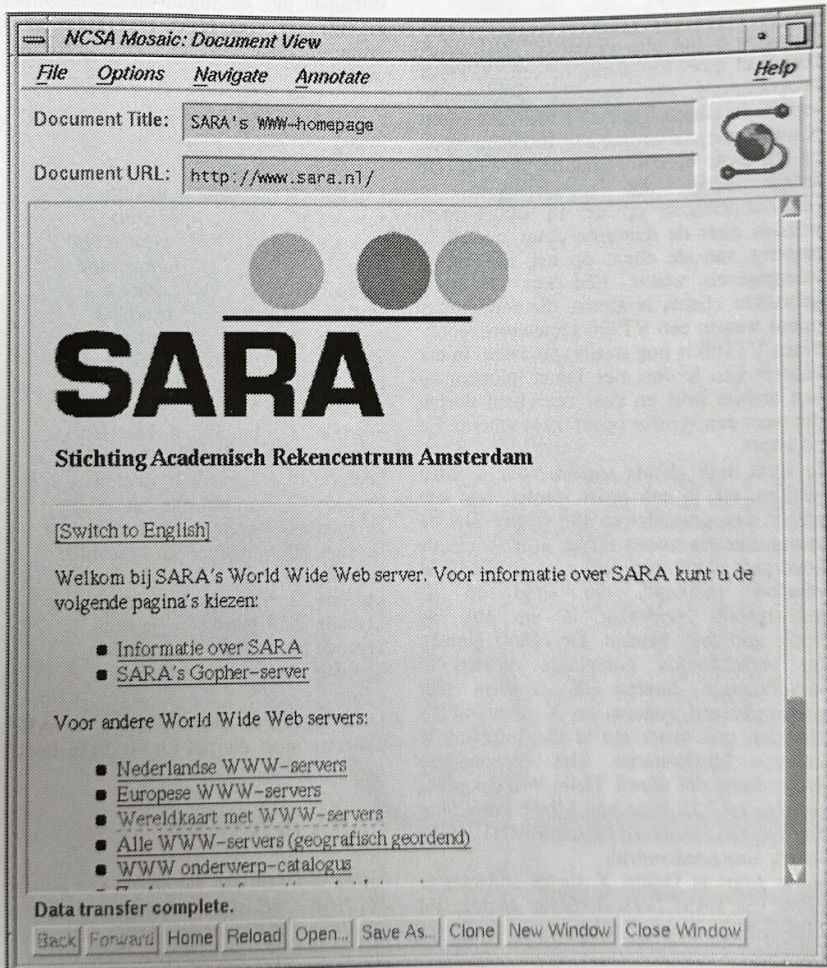 NCSA Mosaic: Document View
File Options Navigate Annotate Help
Document Title: SARA's WWW-homepage
Document URL: http://www.sara.nl/
SARA
Stichting Academisch Rekencentrum Amsterdam
[Switch to English]
Welkom bij SARA's World Wide Web server. Voor informatie over SARA kunt u de
volgende pagina's kiezen:
Informatie over SARA
SARA's Gopher-server
Voor andere World Wide Web servers:
Nederlandse WWW-servers
Europese WWW-servers
Wereldkaart met WWW-servers
Alle WWW-servers (geografisch geordend)
WWW onderwerp-catalogus
Data transfer complete.
Back Forward Home Reload Open... Save As... Clone New Window Close Window